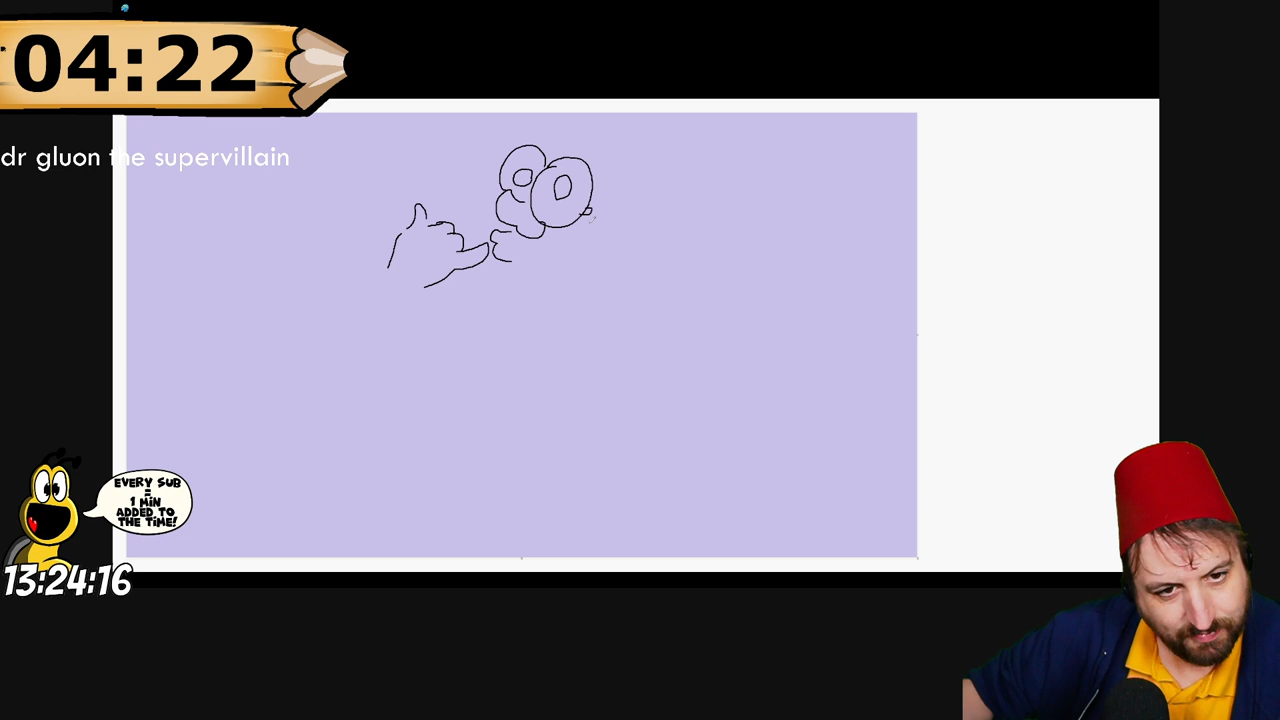 04:22
dr gluon the supervillain
EVERY SUB
=
1 MIN
ADDED TO
THE TIME!
13:24:16